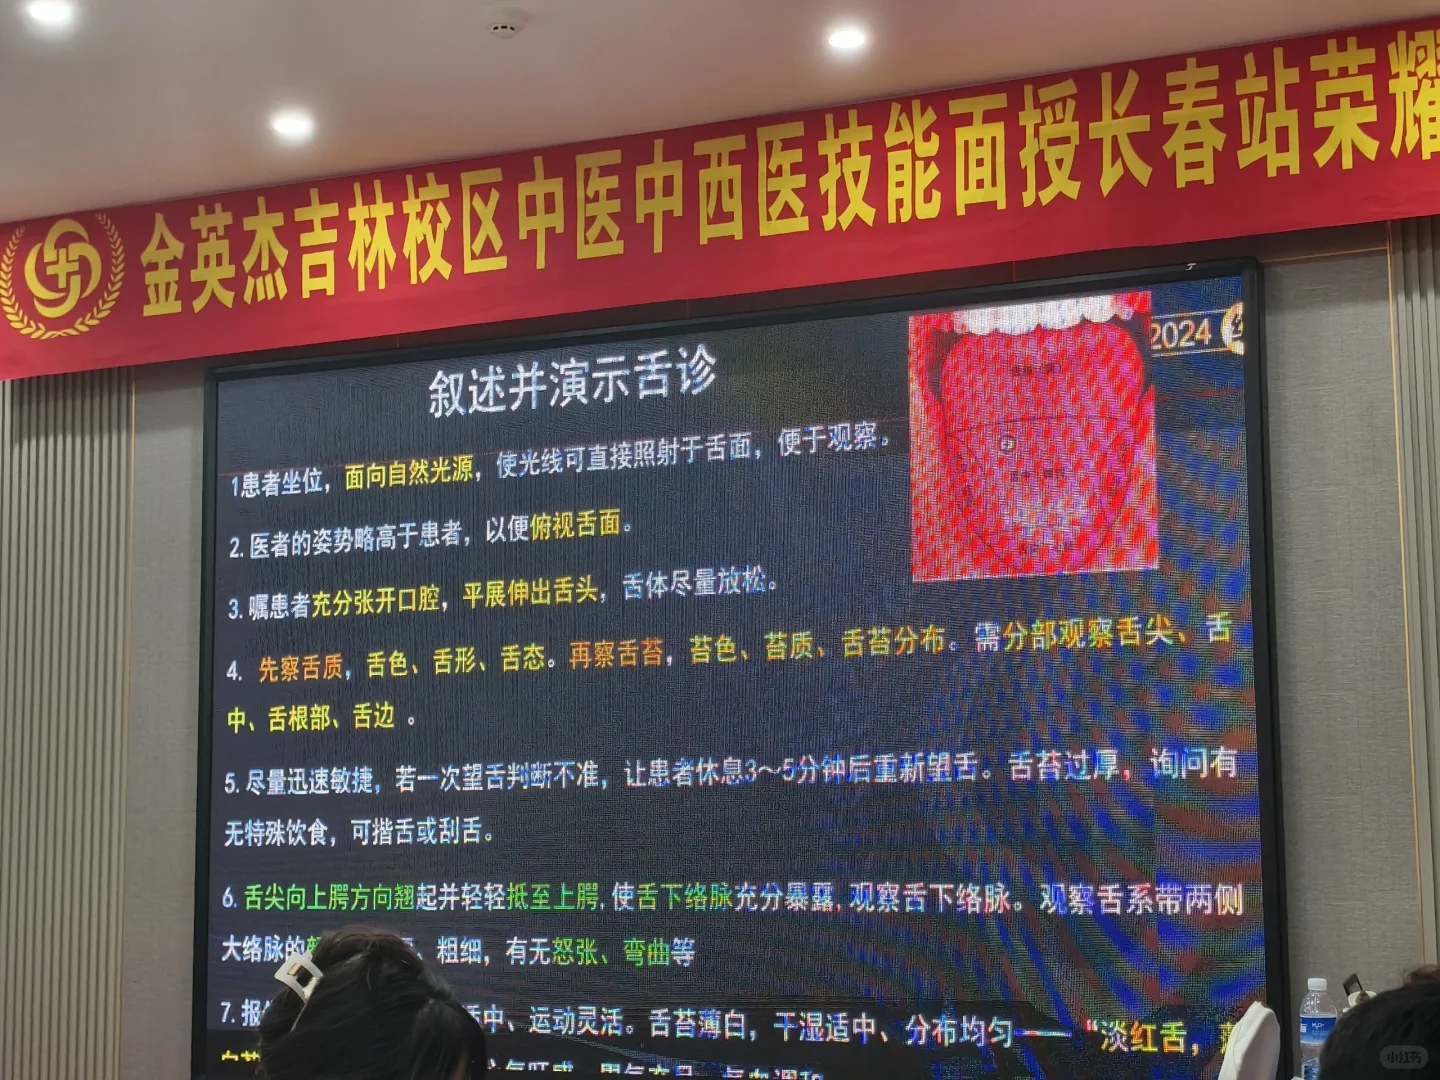 金英杰吉林校区中医中西医技能面授长春站荣耀
2024
叙述并演示舌诊
1患者坐位，面向自然光源，使光线可直接照射于舌面，便于观察。
2.医者的姿势略高于患者，以便俯视舌面。
3.嘱患者充分张开口腔，平展伸出舌头，舌体尽量放松。
4. 先察舌质，舌色、舌形、舌态。再察舌苔，苔色、苔质、舌苔分布。需分部观察舌尖、舌
中、舌根部、舌边 。
5.尽量迅速敏捷，若一次望舌判断不准，让患者休息3～5分钟后重新望舌。舌苔过厚，询问有
无特殊饮食，可揩舌或刮舌。
6.舌尖向上腭方向翘起并轻轻抵至上腭,使舌下络脉充分暴露,观察舌下络脉。观察舌系带两侧
大络脉的 、粗细，有无怒张、弯曲等
7.报 中、运动灵活。舌苔薄白，干湿适中、分布均匀——“淡红舌，
小红书